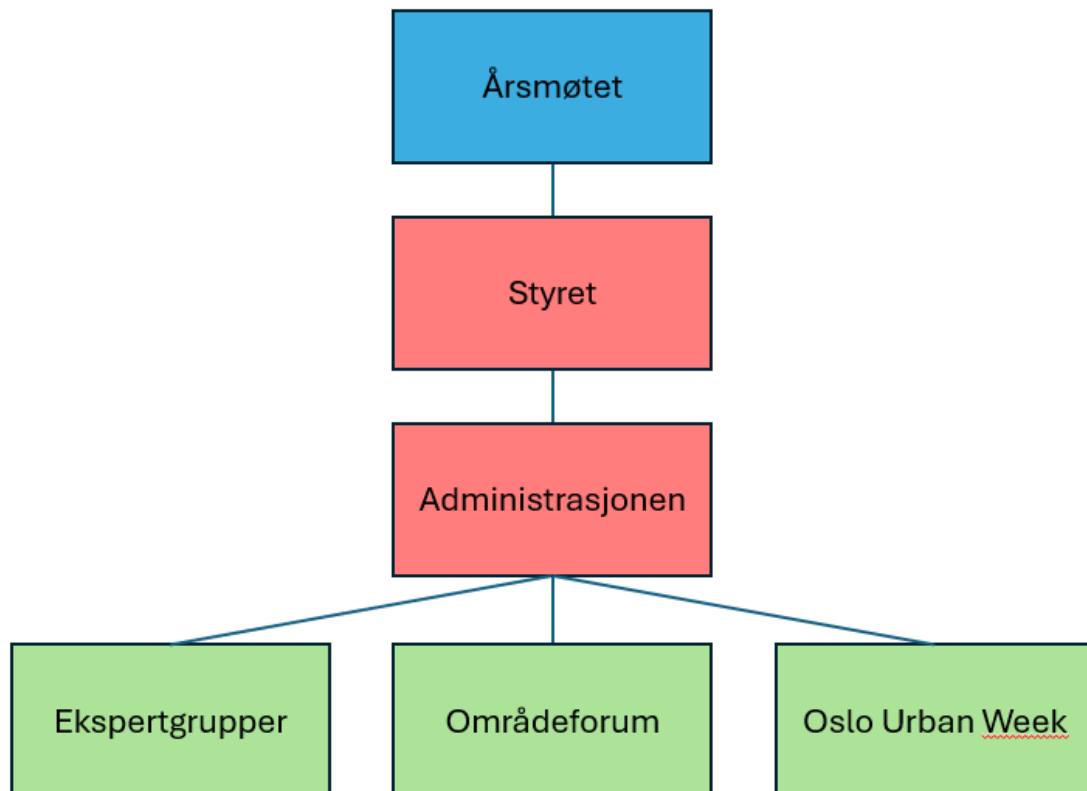 Årsmøtet
Styret
Administrasjonen
Ekspertgrupper
Områdeforum
Oslo Urban Week